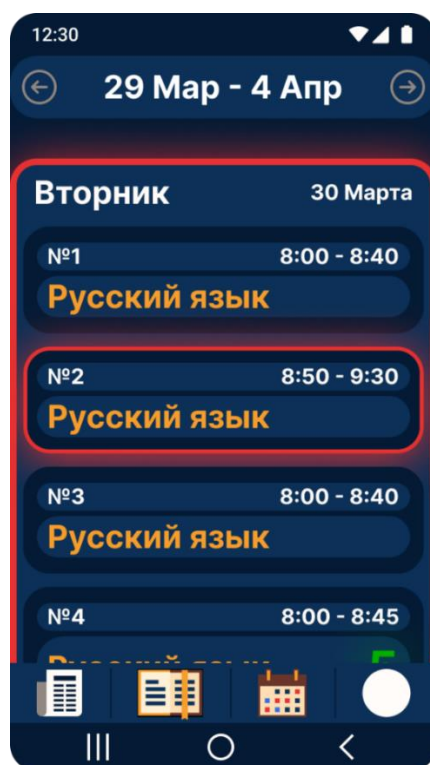 12:30
29 Мар - 4 Апр
Вторник 30 Марта
№1 8:00 - 8:40
Русский язык
№2 8:50 - 9:30
Русский язык
№3 8:00 - 8:40
Русский язык
№4 8:00 - 8:45